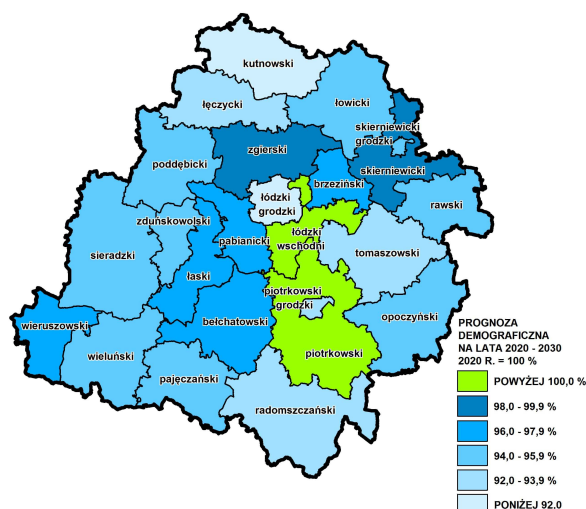 kutnowski
łęczycki
łowicki
skierniewicki
grodzki
zgierski
poddębicki
brzeziński
skierniewicki
rawski
łódzki
grodzki
zduńskowolski
pabianicki
łódzki
wschodni
tomaszowski
sieradzki
łaski
piotrkowski
grodzki
opoczyński
wieruszowski
bełchatowski
wieluński
piotrkowski
pajęczański
radomszczański
PROGNOZA
DEMOGRAFICZNA
NA LATA 2020 - 2030
2020 R. = 100 %
POWYŻEJ 100,0 %
98,0 - 99,9 %
96,0 - 97,9 %
94,0 - 95,9 %
92,0 - 93,9 %
PONIŻEJ 92.0